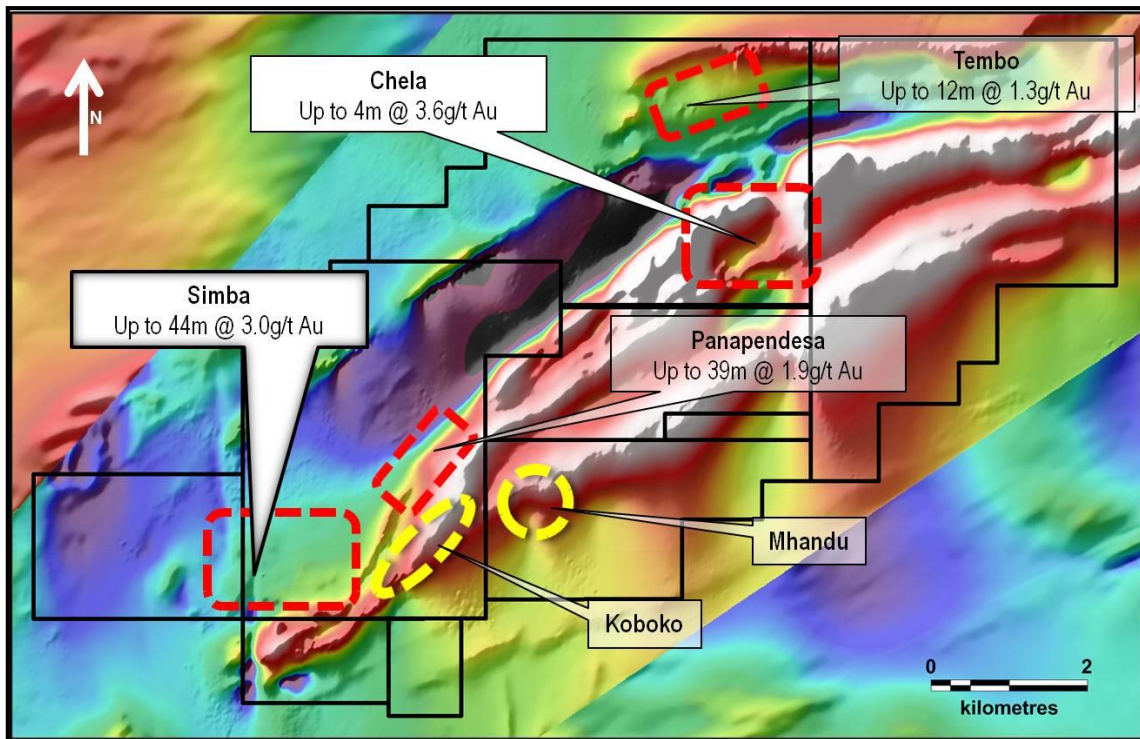 Chela
Up to 4m @ 3.6g/t Au
Tembo
Up to 12m @ 1.3g/t Au
N
Simba
Up to 44m @ 3.0g/t Au
Panapendesa
Up to 39m @ 1.9g/t Au
Mhandu
Koboko
0 2
kilometres